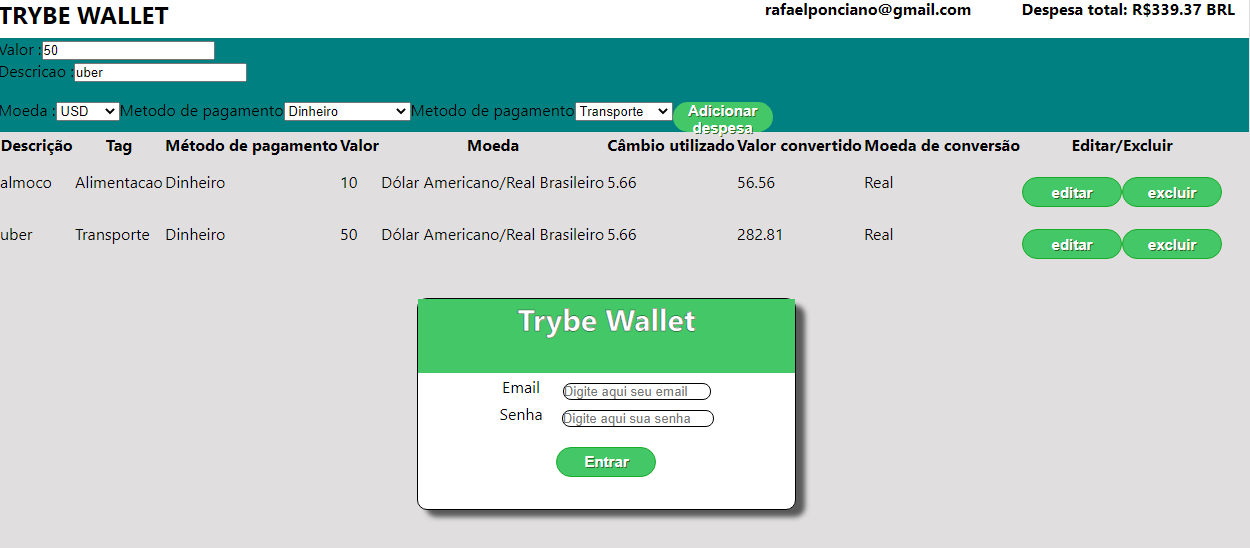 TRYBE WALLET rafaelponciano@gmail.com Despesa total: R$339.37 BRL
Valor :50
Descricao :uber
Moeda : USD Metodo de pagamento Dinheiro Metodo de pagamento Transporte Adicionar despesa
Descrição Tag Método de pagamento Valor Moeda Câmbio utilizado Valor convertido Moeda de conversão Editar/Excluir
almoco Alimentacao Dinheiro 10 Dólar Americano/Real Brasileiro 5.66 56.56 Real editar excluir
uber Transporte Dinheiro 50 Dólar Americano/Real Brasileiro 5.66 282.81 Real editar excluir
Trybe Wallet
Email Digite aqui seu email
Senha Digite aqui sua senha
Entrar